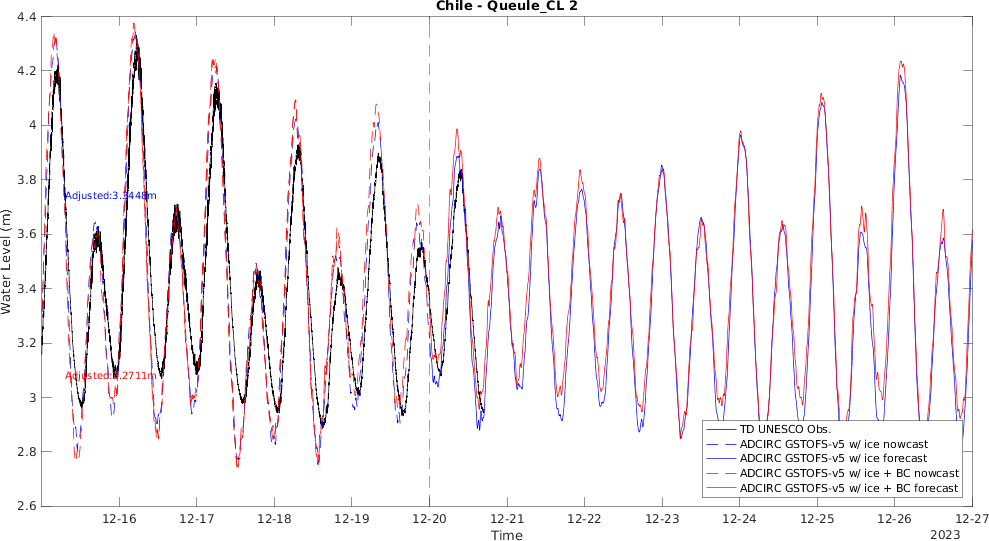 Chile - Queule_CL 2
4.4
4.2
4
3.8
3.6
3.4
3.2
3
2.8
2.6
Water Level (m)
Adjusted:3.3448m
Adjusted:3.2711m
TD UNESCO Obs.
ADCIRC GSTOFS-v5 w/ ice nowcast
ADCIRC GSTOFS-v5 w/ ice forecast
ADCIRC GSTOFS-v5 w/ ice + BC nowcast
ADCIRC GSTOFS-v5 w/ ice + BC forecast
12-16 12-17 12-18 12-19 12-20 12-21 12-22 12-23 12-24 12-25 12-26 12-27
Time
2023